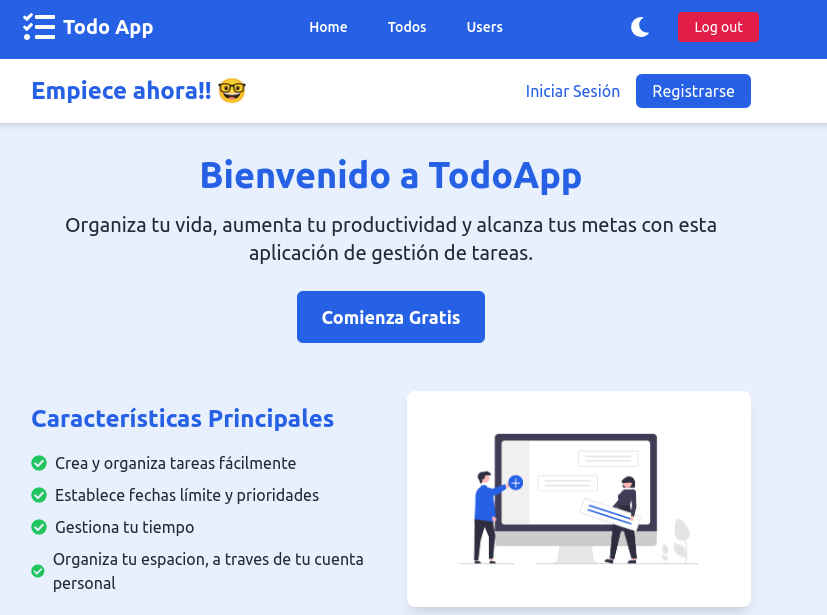 Todo App Home Todos Users Log out
Empiece ahora!! 🤓 Iniciar Sesión Registrarse
Bienvenido a TodoApp
Organiza tu vida, aumenta tu productividad y alcanza tus metas con esta
aplicación de gestión de tareas.
Comienza Gratis
Características Principales
Crea y organiza tareas fácilmente
Establece fechas límite y prioridades
Gestiona tu tiempo
Organiza tu espacion, a traves de tu cuenta
personal